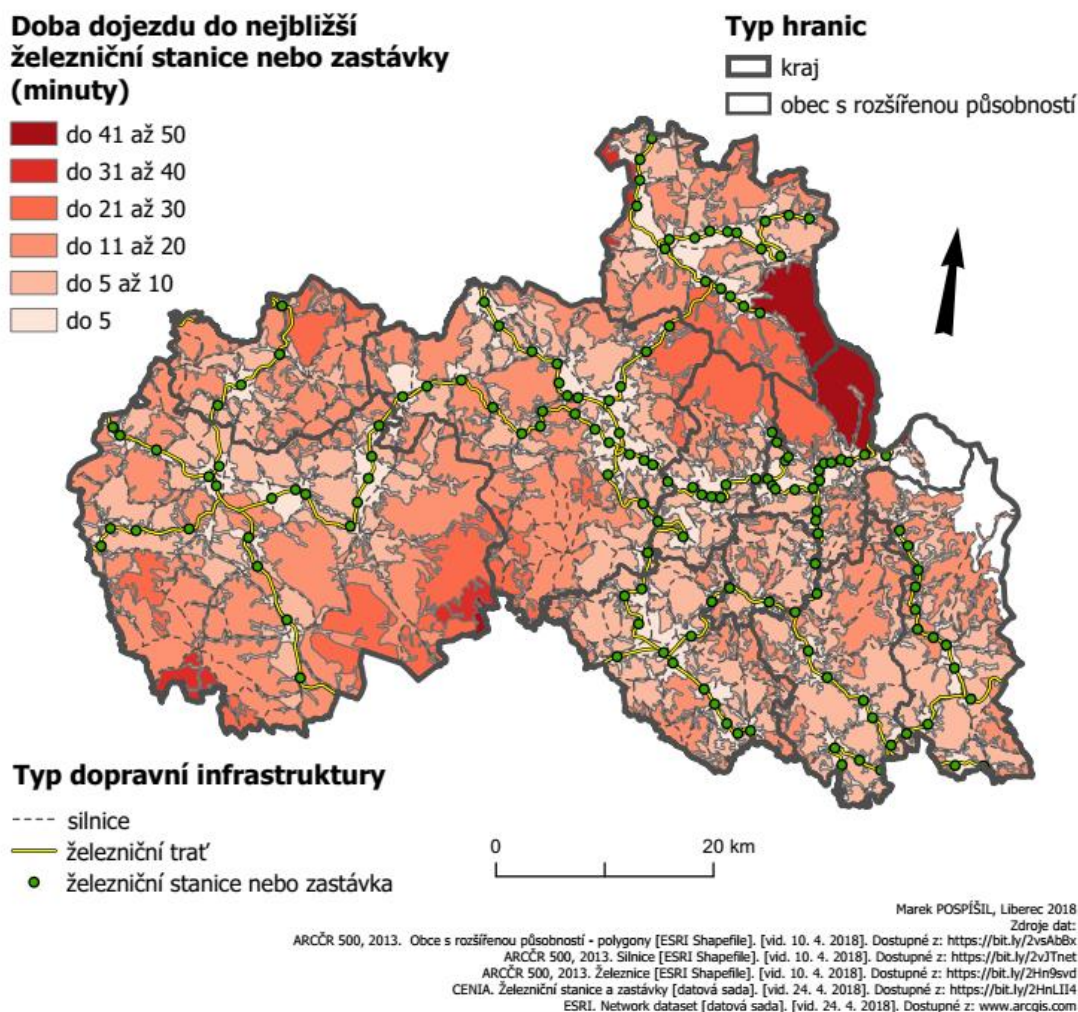 Doba dojezdu do nejbližší
železniční stanice nebo zastávky
(minuty)
do 41 až 50
do 31 až 40
do 21 až 30
do 11 až 20
do 5 až 10
do 5
Typ hranic
kraj
obec s rozšířenou působností
Typ dopravní infrastruktury
silnice
železniční trať
železniční stanice nebo zastávka
0 20 km
Marek POSPÍŠIL, Liberec 2018
Zdroje dat:
ARCČR 500, 2013. Obce s rozšířenou působností - polygony [ESRI Shapefile]. [vid. 10. 4. 2018]. Dostupné z: https://bit.ly/2vsAbBx
ARCČR 500, 2013. Silnice [ESRI Shapefile]. [vid. 10. 4. 2018]. Dostupné z: https://bit.ly/2vJTnet
ARCČR 500, 2013. Železnice [ESRI Shapefile]. [vid. 10. 4. 2018]. Dostupné z: https://bit.ly/2Hn9svd
CENIA. Železniční stanice a zastávky [datová sada]. [vid. 24. 4. 2018]. Dostupné z: https://bit.ly/2HnLII4
ESRI. Network dataset [datová sada]. [vid. 24. 4. 2018]. Dostupné z: www.arcgis.com